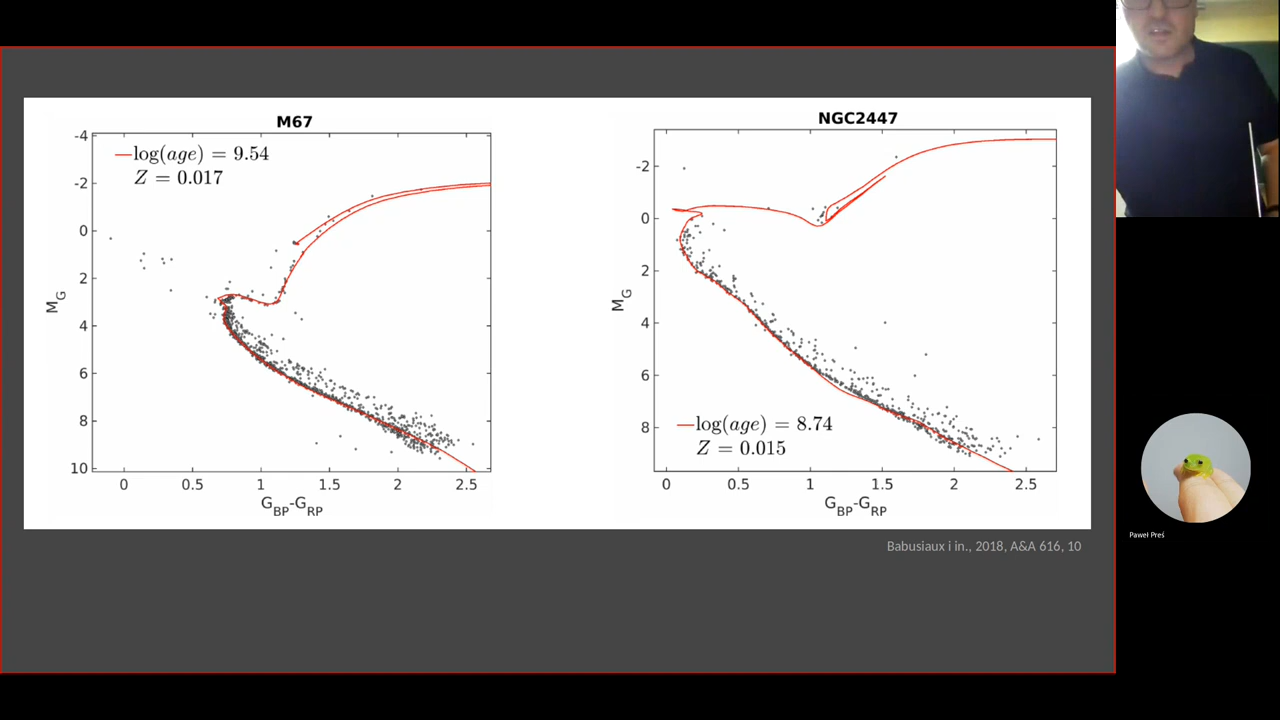 M67
-4
-2
0
2
4
6
8
10
log(age) = 9.54
Z = 0.017
0 0.5 1 1.5 2 2.5
M_G
G_BP-G_RP
NGC2447
-2
0
2
4
6
8
log(age) = 8.74
Z = 0.015
0 0.5 1 1.5 2 2.5
M_G
G_BP-G_RP
Babusiaux i in., 2018, A&A 616, 10
Paweł Preś